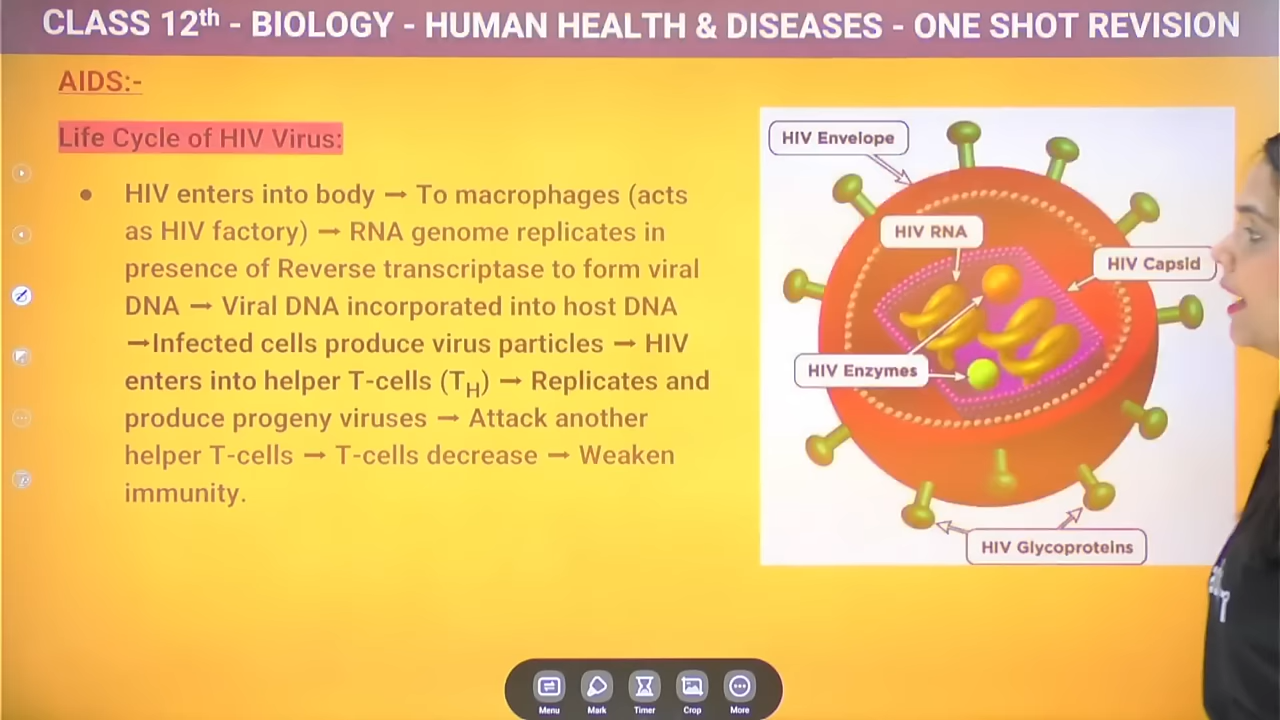 CLASS 12th - BIOLOGY - HUMAN HEALTH & DISEASES - ONE SHOT REVISION
AIDS:-
Life Cycle of HIV Virus:
● HIV enters into body → To macrophages (acts
as HIV factory) → RNA genome replicates in
presence of Reverse transcriptase to form viral
DNA → Viral DNA incorporated into host DNA
→Infected cells produce virus particles → HIV
enters into helper T-cells (TH) → Replicates and
produce progeny viruses → Attack another
helper T-cells → T-cells decrease → Weaken
immunity.
HIV Envelope
HIV RNA
HIV Capsid
HIV Enzymes
HIV Glycoproteins
Menu
Mark
Timer
Crop
More